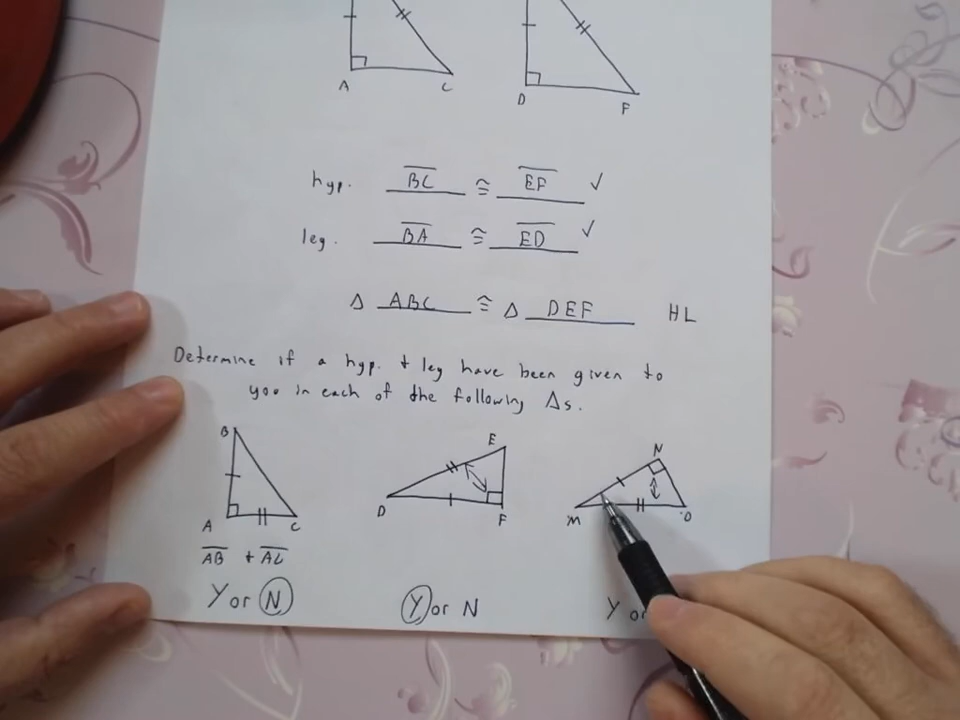 A C D F
hyp. BC ≅ EF ✓
leg. BA ≅ ED ✓
Δ ABC ≅ Δ DEF HL
Determine if a hyp. + leg have been given to
you in each of the following Δs.
B A C
D E F
M N O
AB + AC
Y or N
Y or N
Y or